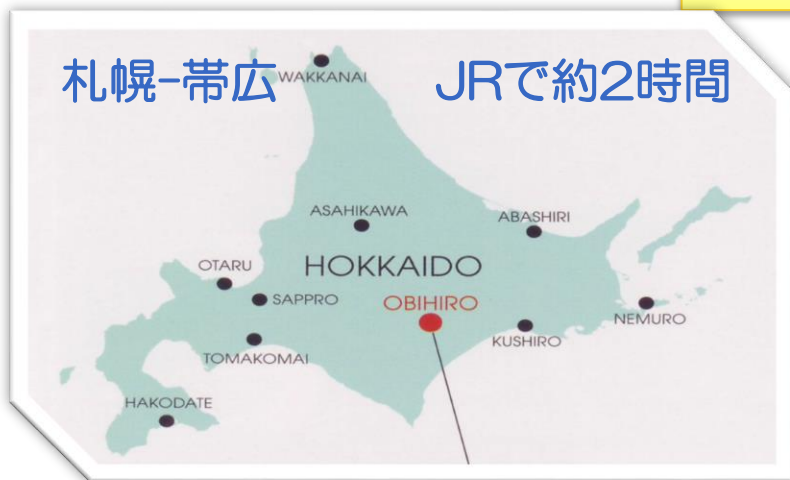 札幌-帯広 JRで約2時間
WAKKANAI
ASAHIKAWA
ABASHIRI
OTARU
HOKKAIDO
SAPPRO
OBIHIRO
NEMURO
KUSHIRO
TOMAKOMAI
HAKODATE